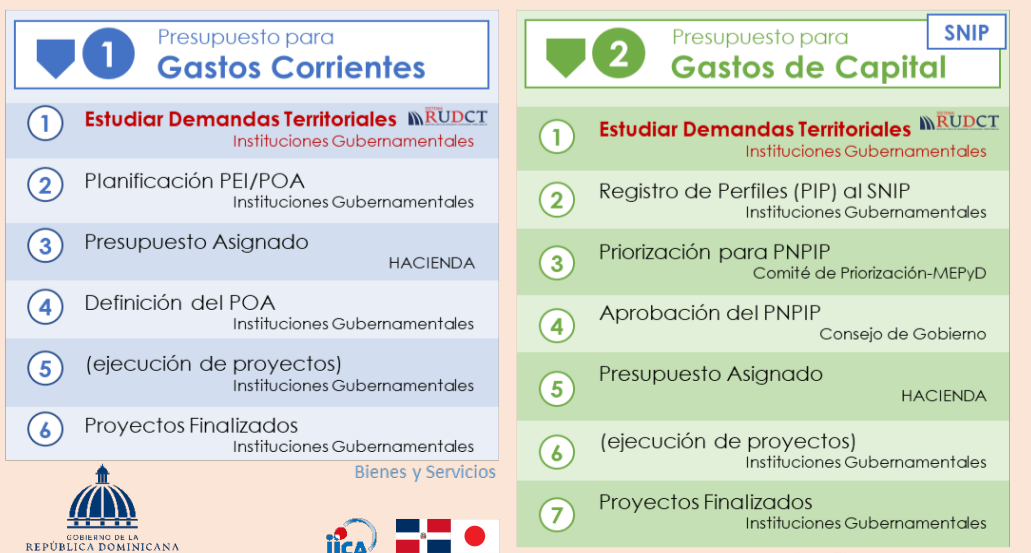 1
Presupuesto para
Gastos Corrientes
1
Estudiar Demandas Territoriales RUDCT
Instituciones Gubernamentales
2
Planificación PEI/POA
Instituciones Gubernamentales
3
Presupuesto Asignado
HACIENDA
4
Definición del POA
Instituciones Gubernamentales
5
(ejecución de proyectos)
Instituciones Gubernamentales
6
Proyectos Finalizados
Instituciones Gubernamentales
Bienes y Servicios
GOBIERNO DE LA
REPÚBLICA DOMINICANA
iica
2
Presupuesto para
Gastos de Capital
SNIP
1
Estudiar Demandas Territoriales RUDCT
Instituciones Gubernamentales
2
Registro de Perfiles (PIP) al SNIP
Instituciones Gubernamentales
3
Priorización para PNPIP
Comité de Priorización-MEPyD
4
Aprobación del PNPIP
Consejo de Gobierno
5
Presupuesto Asignado
HACIENDA
6
(ejecución de proyectos)
Instituciones Gubernamentales
7
Proyectos Finalizados
Instituciones Gubernamentales